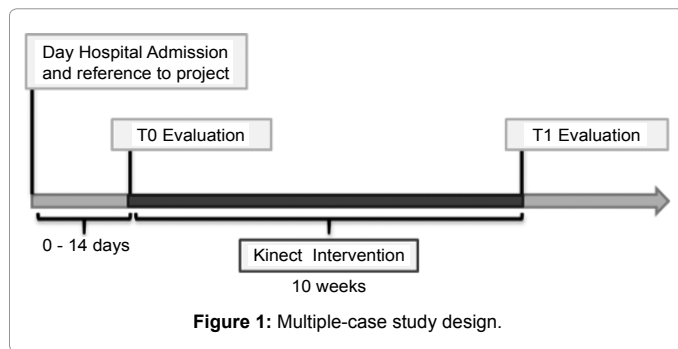 Day Hospital Admission
and reference to project
T0 Evaluation
T1 Evaluation
0 - 14 days
Kinect Intervention
10 weeks
Figure 1: Multiple-case study design.